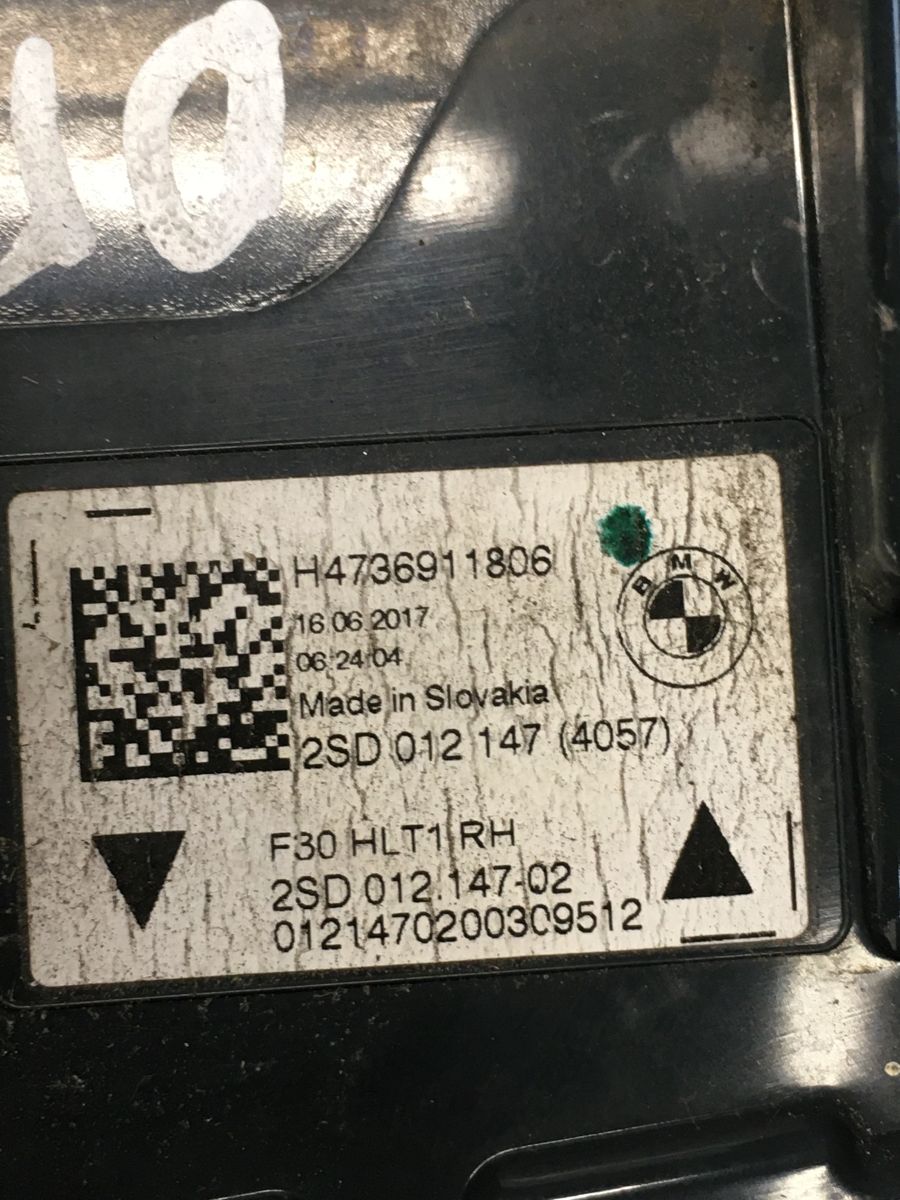 10
H4736911806
BMW
16.06.2017
06:24:04
Made in Slovakia
2SD 012 147 (4057)
F30 HLT1 RH
2SD 012.147-02
0121470200309512